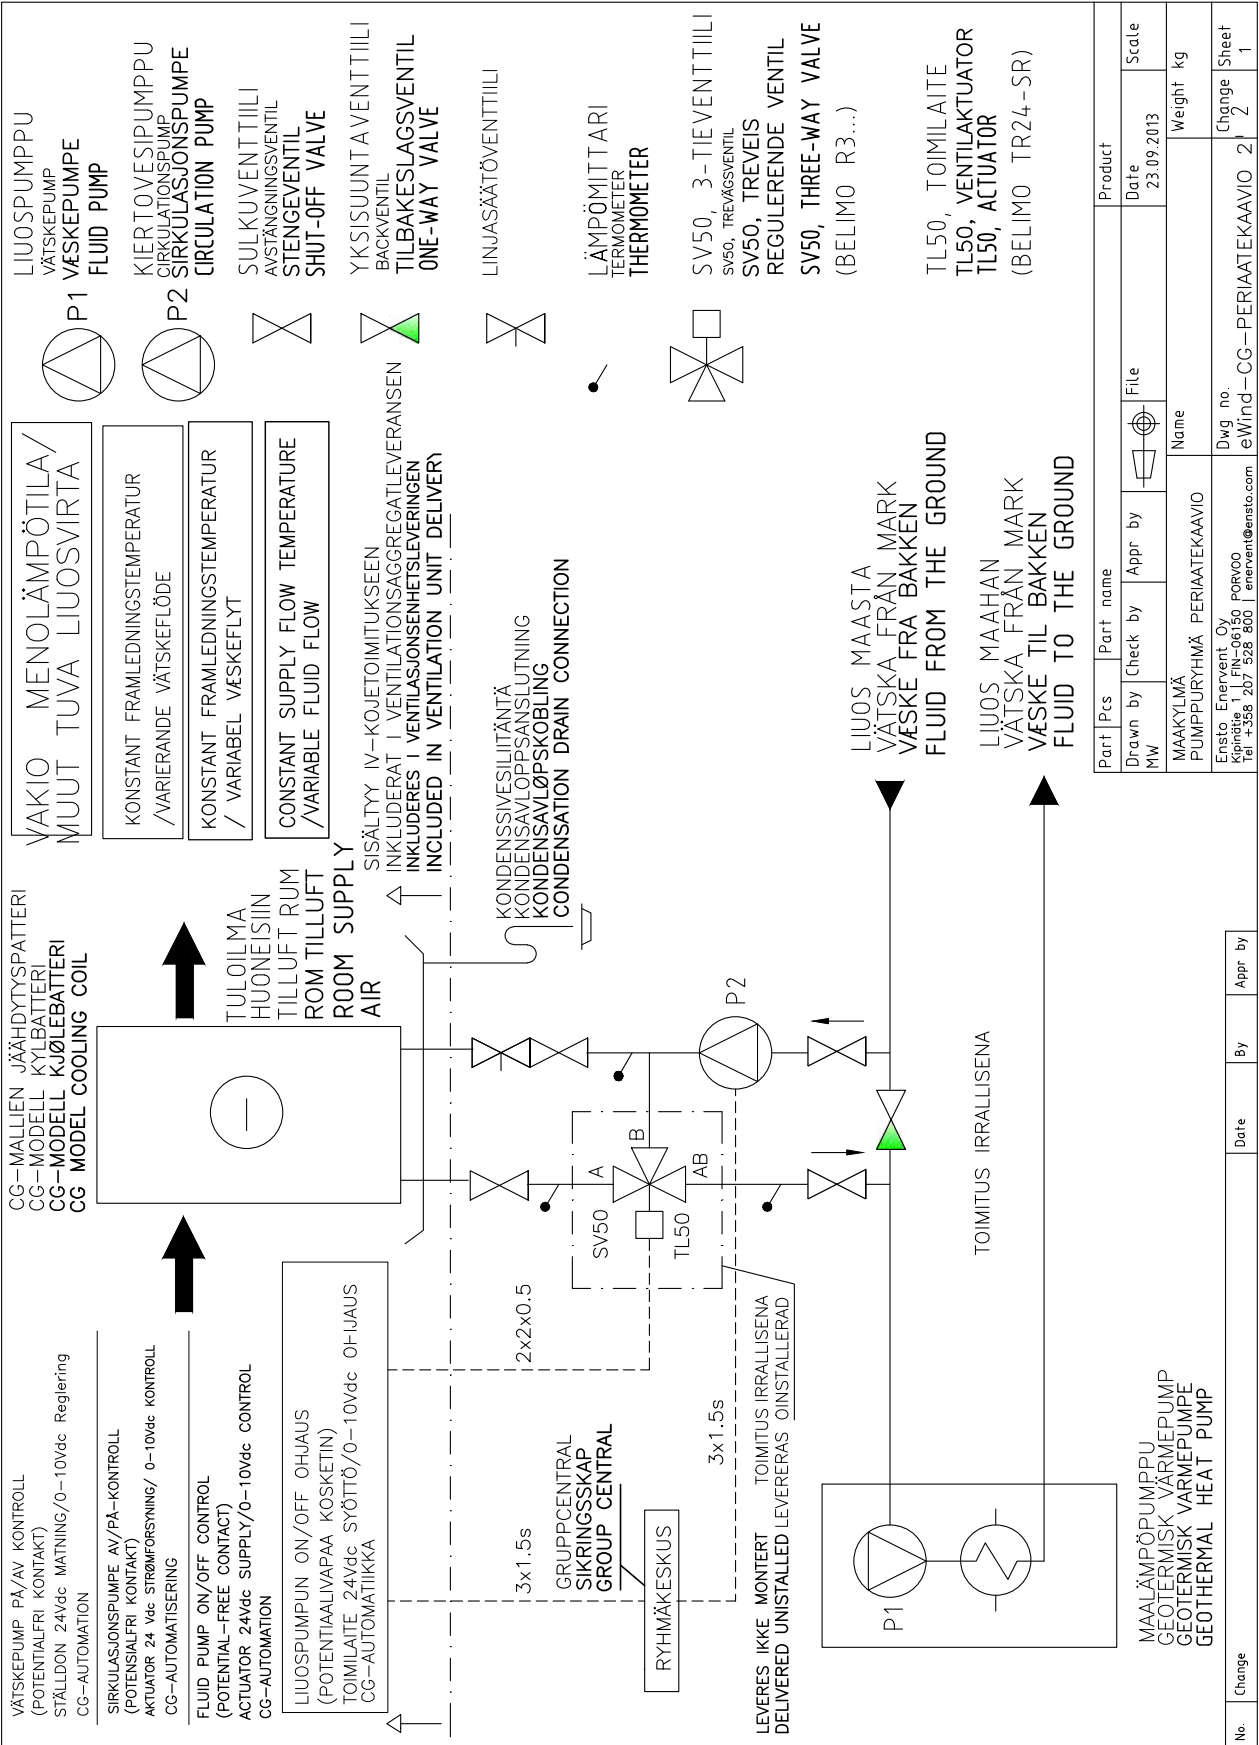 VÄTSKEPUMP PÅ/AV KONTROLL
(POTENTIALFRI KONTAKT)
STÄLLDON 24Vdc MATNING/0-10Vdc Reglering
CG-AUTOMATION
SIRKULASJONSPUMPE AV/PÅ-KONTROLL
(POTENSIALFRI KONTAKT)
AKTUATOR 24 Vdc STRØMFORSYNING/ 0-10Vdc KONTROLL
CG-AUTOMATISERING
FLUID PUMP ON/OFF CONTROL
(POTENTIAL-FREE CONTACT)
ACTUATOR 24Vdc SUPPLY/0-10Vdc CONTROL
CG-AUTOMATION
LIUOSPUMPUN ON/OFF OHJAUS
(POTENTIAALIVAPAA KOSKETIN)
TOIMILAITE 24Vdc SYÖTTÖ/0-10Vdc OHJAUS
CG-AUTOMATIIKKA
CG-MALLIEN JÄÄHDYTYSPATTERI
CG-MODELL KYLBATTERI
CG-MODELL KJØLEBATTERI
CG MODEL COOLING COIL
TULOILMA
HUONEISIIN
TILLUFT RUM
ROM TILLUFT
ROOM SUPPLY
AIR
VAKIO MENOLÄMPÖTILA/
MUUT TUVA LIUOSVIRTA
KONSTANT FRAMLEDNINGSTEMPERATUR
/VARIERANDE VÄTSKEFLÖDE
KONSTANT FRAMLEDNINGSTEMPERATUR
/ VARIABEL VÆSKEFLYT
CONSTANT SUPPLY FLOW TEMPERATURE
/VARIABLE FLUID FLOW
SISÄLTYY IV-KOJETOIMITUKSEEN
INKLUDERAT I VENTILATIONSAGGREGATLEVERANSEN
INKLUDERES I VENTILASJONSENHETSLEVERINGEN
INCLUDED IN VENTILATION UNIT DELIVERY
KONDENSSIVESILIITÄNTÄ
KONDENSAVLOPPSANSLUTNING
KONDENSAVLØPSKOBLING
CONDENSATION DRAIN CONNECTION
P1
LIUOSPUMPPU
VÄTSKEPUMP
VÆSKEPUMPE
FLUID PUMP
P2
KIERTOVESIPUMPPU
CIRKULATIONSPUMP
SIRKULASJONSPUMPE
CIRCULATION PUMP
SULKUVENTTIILI
AVSTÄNGNINGSVENTIL
STENGEVENTIL
SHUT-OFF VALVE
YKSISUUNTAVENTTIILI
BACKVENTIL
TILBAKESLAGSVENTIL
ONE-WAY VALVE
LINJASÄÄTÖVENTTIILI
LÄMPÖMITTARI
TERMOMETER
THERMOMETER
SV50, 3-TIEVENTTIILI
SV50, TREVÄGSVENTIL
SV50, TREVEIS
REGULERENDE VENTIL
SV50, THREE-WAY VALVE
(BELIMO R3...)
TL50, TOIMILAITE
TL50, VENTILAKTUATOR
TL50, ACTUATOR
(BELIMO TR24-SR)
2x2x0.5
3x1.5s
GRUPPCENTRAL
SIKRINGSSKAP
GROUP CENTRAL
RYHMÄKESKUS
3x1.5s
SV50
A
B
AB
TL50
P2
TOIMITUS IRRALLISENA
LEVERES IKKE MONTERT
DELIVERED UNISTALLED LEVERERAS OINSTALLERAD
TOIMITUS IRRALLISENA
P1
MAALÄMPÖPUMPPU
GEOTERMISK VÄRMEPUMP
GEOTERMISK VARMEPUMPE
GEOTHERMAL HEAT PUMP
LIUOS MAASTA
VÄTSKA FRÅN MARK
VÆSKE FRA BAKKEN
FLUID FROM THE GROUND
LIUOS MAAHAN
VÄTSKA FRÅN MARK
VÆSKE TIL BAKKEN
FLUID TO THE GROUND
Part Pcs Part name Product
Drawn by Check by Appr by File Date Scale
MW 23.09.2013
MAAKYLMÄ
PUMPPURYHMÄ PERIAATEKAAVIO
Name Weight kg
Ensto Enervent Oy
Kipinätie 1 FIN-06150 PORVOO
Tel +358 207 528 800 | enervent@ensto.com
Dwg no. Change Sheet
eWind-CG-PERIAATEKAAVIO 2 2 1
No. Change Date By Appr by